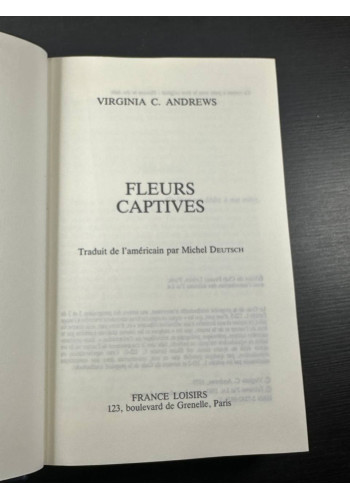 VIRGINIA C. ANDREWS
FLEURS
CAPTIVES
Traduit de l'américain par Michel DEUTSCH
FRANCE LOISIRS
123, boulevard de Grenelle, Paris